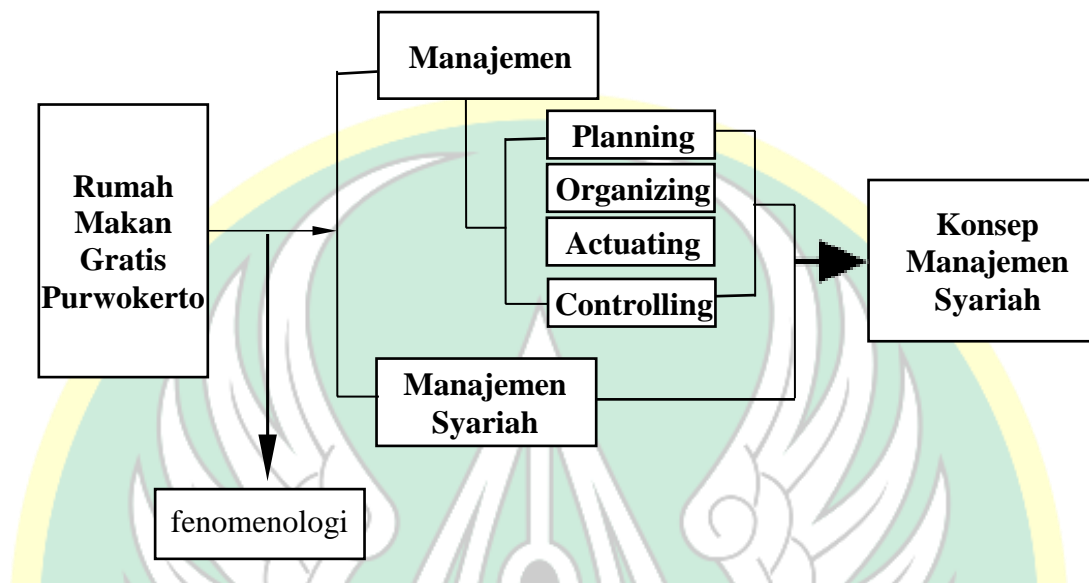 Manajemen
Rumah
Makan
Gratis
Purwokerto
Planning
Organizing
Actuating
Controlling
Manajemen
Syariah
Konsep
Manajemen
Syariah
fenomenologi